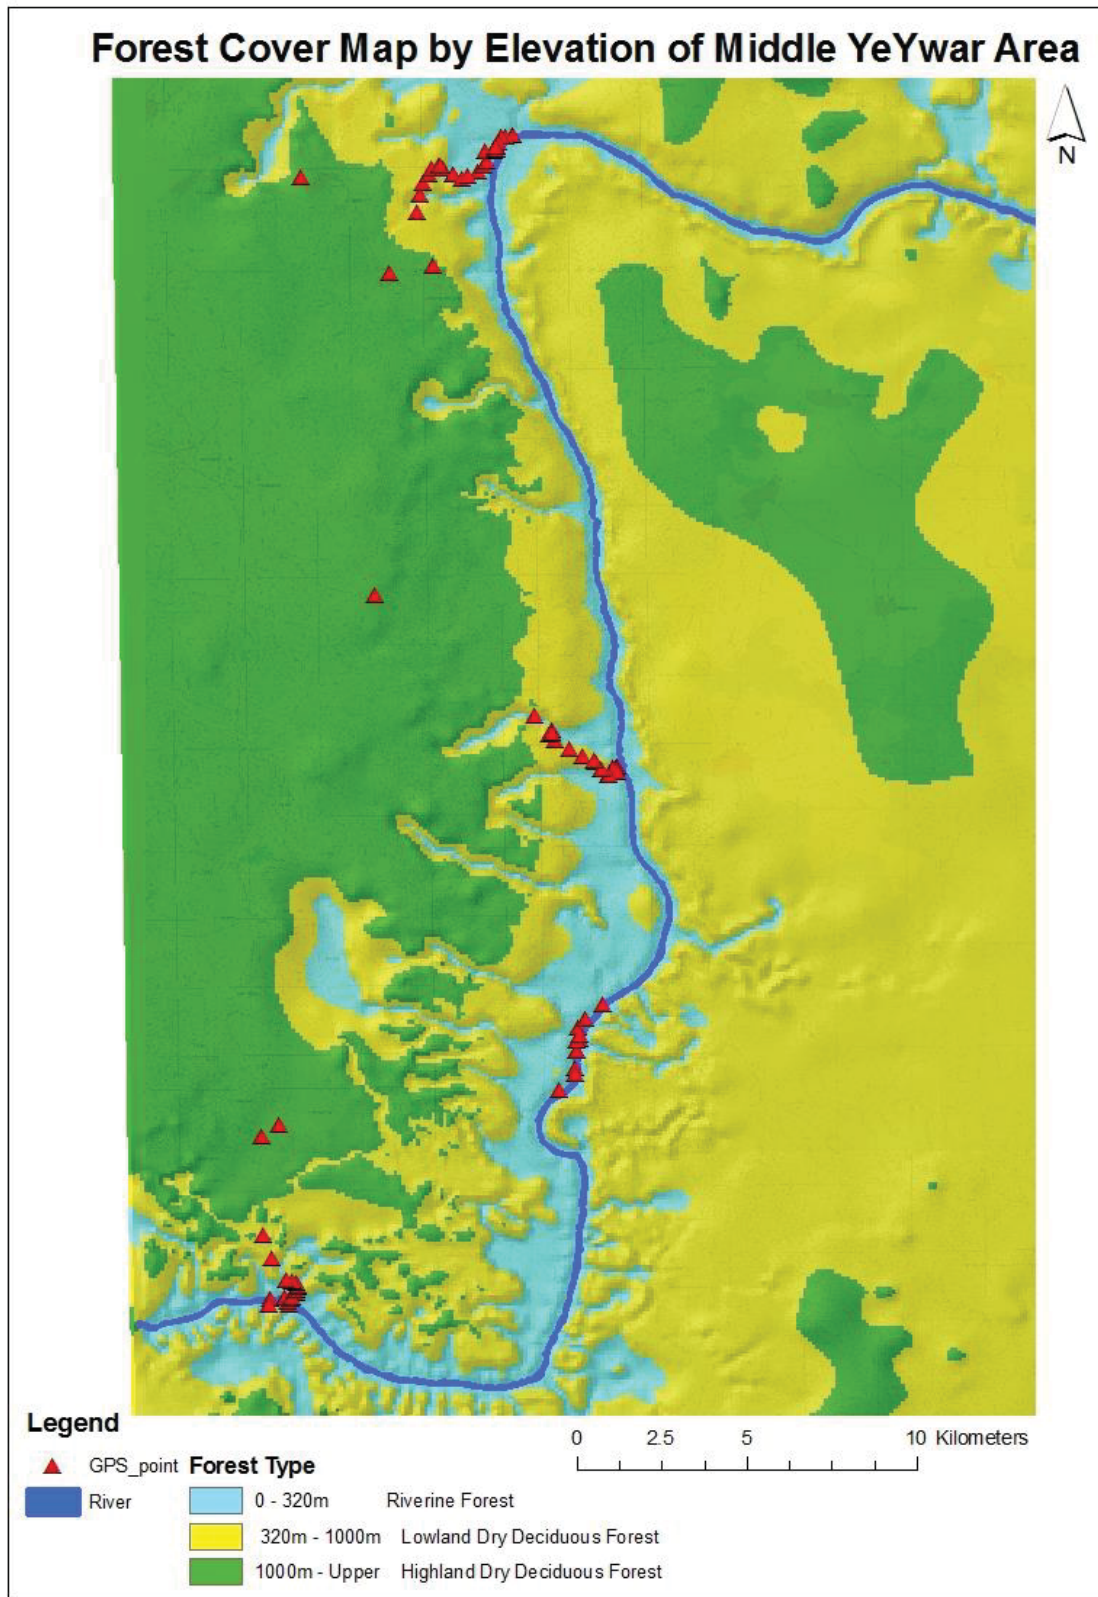 Forest Cover Map by Elevation of Middle YeYwar Area
N
Legend
GPS_point
River
Forest Type
0 - 320m Riverine Forest
320m - 1000m Lowland Dry Deciduous Forest
1000m - Upper Highland Dry Deciduous Forest
0 2.5 5 10 Kilometers